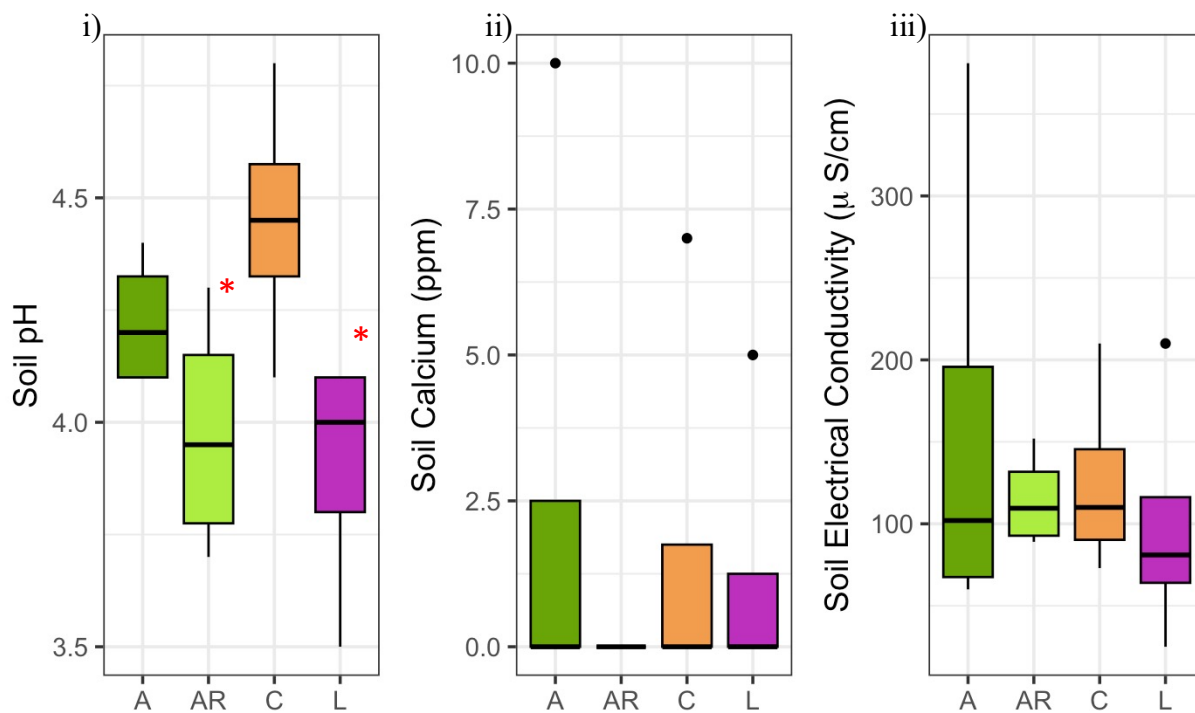 i)
Soil pH
4.5
4.0
3.5
*
*
A AR C L
ii)
Soil Calcium (ppm)
10.0
7.5
5.0
2.5
0.0
A AR C L
iii)
Soil Electrical Conductivity (μ S/cm)
300
200
100
A AR C L